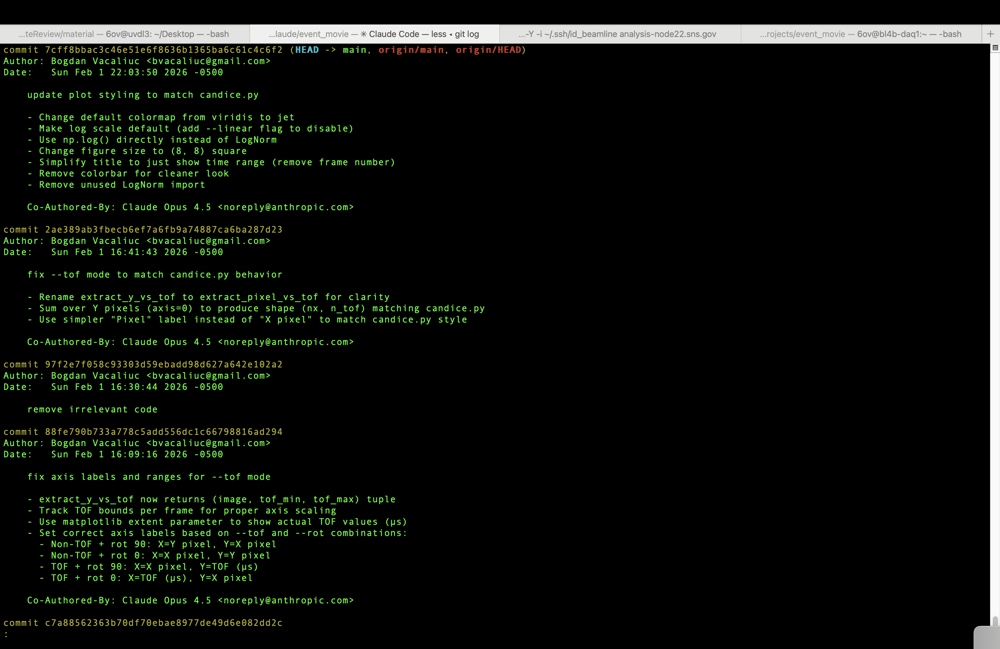 ...teReview/material — 6ov@uvdl3: ~/Desktop — -bash
...laude/event_movie — ✳ Claude Code — less ◂ git log
...-Y -i ~/.ssh/id_beamline analysis-node22.sns.gov
...rojects/event_movie — 6ov@bl4b-daq1:~ — -bash
+
commit 7cff8bbac3c46e51e6f8636b1365ba6c61c4c6f2 (HEAD -> main, origin/main, origin/HEAD)
Author: Bogdan Vacaliuc <bvacaliuc@gmail.com>
Date:   Sun Feb 1 22:03:50 2026 -0500

    update plot styling to match candice.py

    - Change default colormap from viridis to jet
    - Make log scale default (add --linear flag to disable)
    - Use np.log() directly instead of LogNorm
    - Change figure size to (8, 8) square
    - Simplify title to just show time range (remove frame number)
    - Remove colorbar for cleaner look
    - Remove unused LogNorm import

    Co-Authored-By: Claude Opus 4.5 <noreply@anthropic.com>

commit 2ae389ab3fbecb6ef7a6fb9a74887ca6ba287d23
Author: Bogdan Vacaliuc <bvacaliuc@gmail.com>
Date:   Sun Feb 1 16:41:43 2026 -0500

    fix --tof mode to match candice.py behavior

    - Rename extract_y_vs_tof to extract_pixel_vs_tof for clarity
    - Sum over Y pixels (axis=0) to produce shape (nx, n_tof) matching candice.py
    - Use simpler "Pixel" label instead of "X pixel" to match candice.py style

    Co-Authored-By: Claude Opus 4.5 <noreply@anthropic.com>

commit 97f2e7f058c93303d59ebadd98d627a642e102a2
Author: Bogdan Vacaliuc <bvacaliuc@gmail.com>
Date:   Sun Feb 1 16:30:44 2026 -0500

    remove irrelevant code

commit 88fe790b733a778c5add556dc1c66798816ad294
Author: Bogdan Vacaliuc <bvacaliuc@gmail.com>
Date:   Sun Feb 1 16:09:16 2026 -0500

    fix axis labels and ranges for --tof mode

    - extract_y_vs_tof now returns (image, tof_min, tof_max) tuple
    - Track TOF bounds per frame for proper axis scaling
    - Use matplotlib extent parameter to show actual TOF values (µs)
    - Set correct axis labels based on --tof and --rot combinations:
      - Non-TOF + rot 90: X=Y pixel, Y=X pixel
      - Non-TOF + rot 0: X=X pixel, Y=Y pixel
      - TOF + rot 90: X=X pixel, Y=TOF (µs)
      - TOF + rot 0: X=TOF (µs), Y=X pixel

    Co-Authored-By: Claude Opus 4.5 <noreply@anthropic.com>

commit c7a88562363b70df70ebae8977de49d6e082dd2c
: